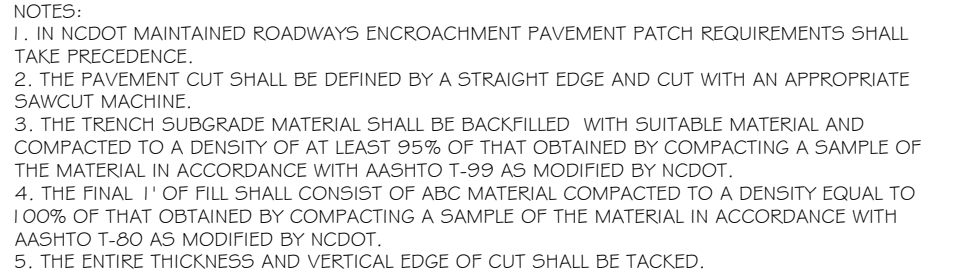 NOTES:
1. IN NCDOT MAINTAINED ROADWAYS ENCROACHMENT PAVEMENT PATCH REQUIREMENTS SHALL
TAKE PRECEDENCE.
2. THE PAVEMENT CUT SHALL BE DEFINED BY A STRAIGHT EDGE AND CUT WITH AN APPROPRIATE
SAWCUT MACHINE.
3. THE TRENCH SUBGRADE MATERIAL SHALL BE BACKFILLED WITH SUITABLE MATERIAL AND
COMPACTED TO A DENSITY OF AT LEAST 95% OF THAT OBTAINED BY COMPACTING A SAMPLE OF
THE MATERIAL IN ACCORDANCE WITH AASHTO T-99 AS MODIFIED BY NCDOT.
4. THE FINAL 1' OF FILL SHALL CONSIST OF ABC MATERIAL COMPACTED TO A DENSITY EQUAL TO
100% OF THAT OBTAINED BY COMPACTING A SAMPLE OF THE MATERIAL IN ACCORDANCE WITH
AASHTO T-80 AS MODIFIED BY NCDOT.
5. THE ENTIRE THICKNESS AND VERTICAL EDGE OF CUT SHALL BE TACKED.